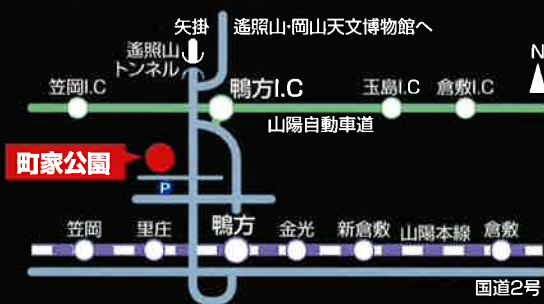 矢掛
遙照山・岡山天文博物館へ
遙照山
トンネル
N
笠岡I.C
鴨方I.C
玉島I.C
倉敷I.C
山陽自動車道
町家公園
P
笠岡
里庄
鴨方
金光
新倉敷
山陽本線
倉敷
国道2号